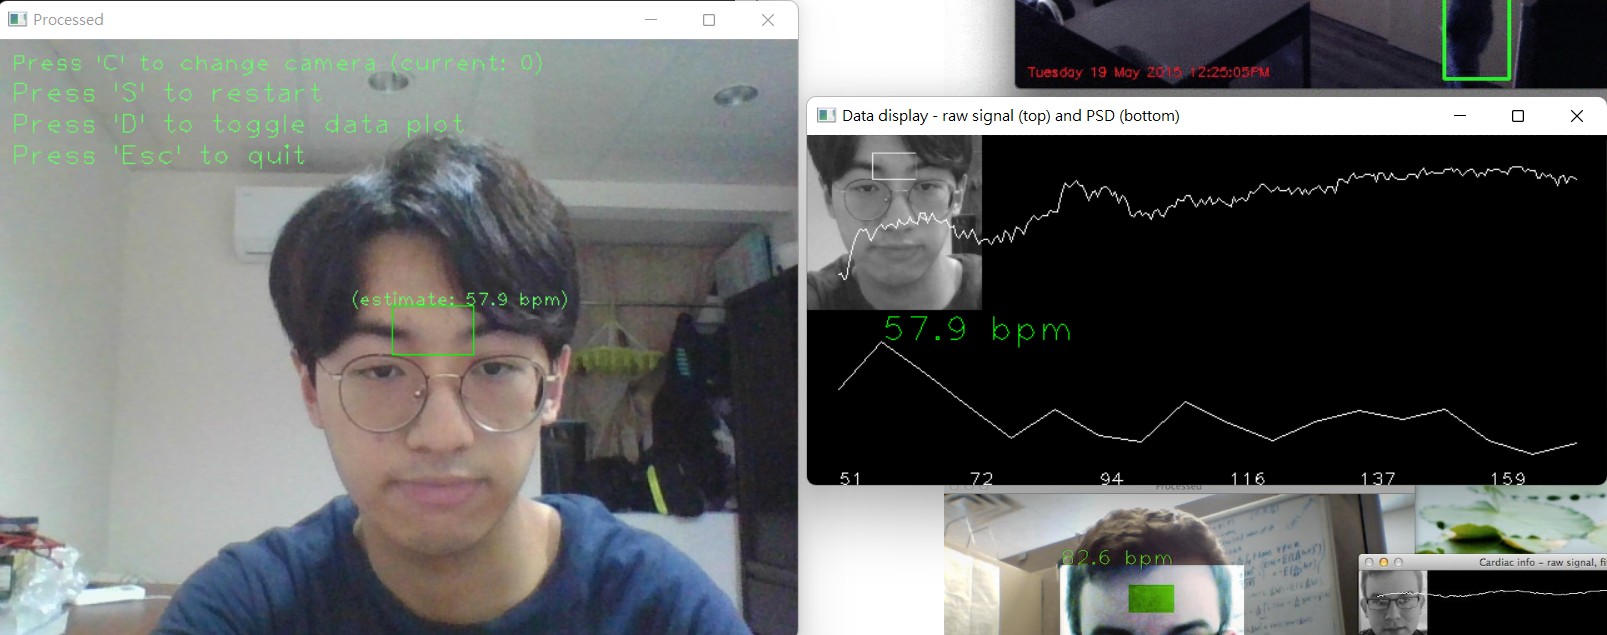 Processed
Press 'C' to change camera (current: 0)
Press 'S' to restart
Press 'D' to toggle data plot
Press 'Esc' to quit
(estimate: 57.9 bpm)
Tuesday 19 May 2015 12:25:05PM
Data display - raw signal (top) and PSD (bottom)
57.9 bpm
51 72 94 116 137 159
Processed
82.6 bpm
Cardiac info - raw signal, fil